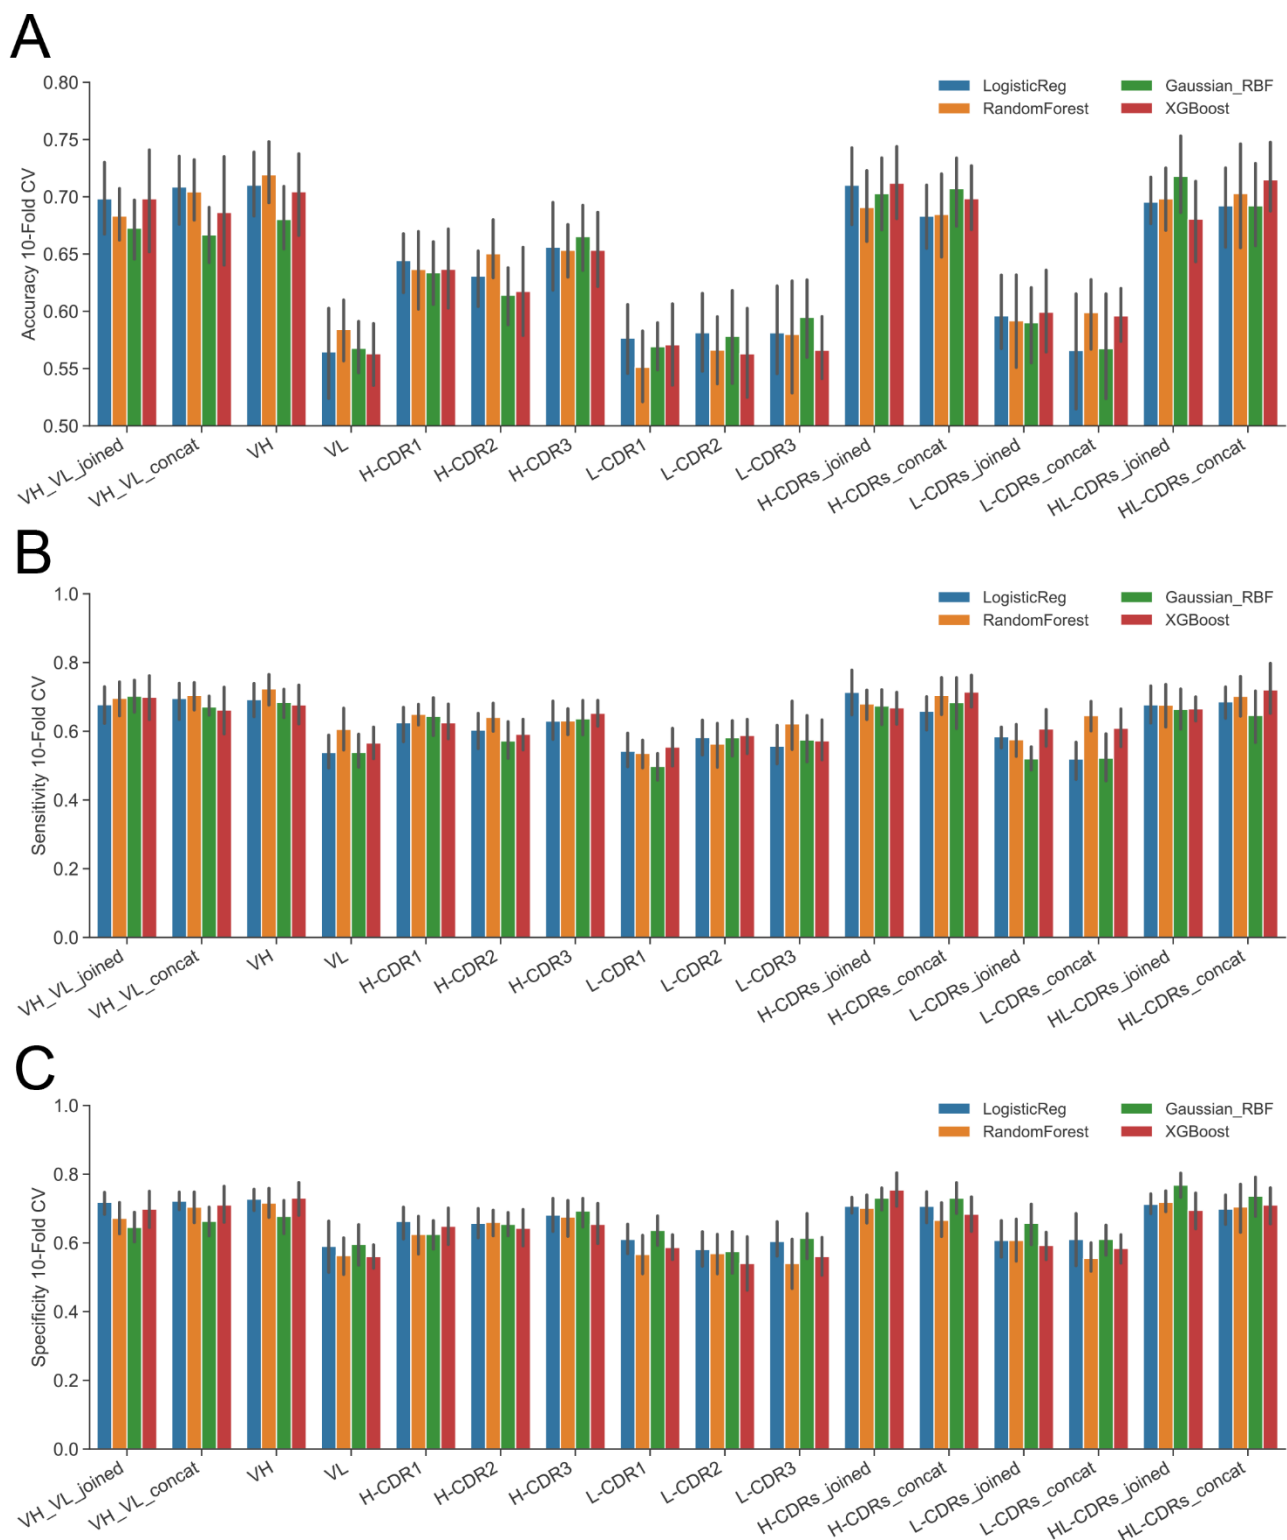 A
0.80
0.75
0.70
0.65
0.60
0.55
0.50
Accuracy 10-Fold CV
LogisticReg
RandomForest
Gaussian_RBF
XGBoost
VH_VL_joined
VH_VL_concat
VH
VL
H-CDR1
H-CDR2
H-CDR3
L-CDR1
L-CDR2
L-CDR3
H-CDRs_joined
H-CDRs_concat
L-CDRs_joined
L-CDRs_concat
HL-CDRs_joined
HL-CDRs_concat
B
1.0
0.8
0.6
0.4
0.2
0.0
Sensitivity 10-Fold CV
LogisticReg
RandomForest
Gaussian_RBF
XGBoost
VH_VL_joined
VH_VL_concat
VH
VL
H-CDR1
H-CDR2
H-CDR3
L-CDR1
L-CDR2
L-CDR3
H-CDRs_joined
H-CDRs_concat
L-CDRs_joined
L-CDRs_concat
HL-CDRs_joined
HL-CDRs_concat
C
1.0
0.8
0.6
0.4
0.2
0.0
Specificity 10-Fold CV
LogisticReg
RandomForest
Gaussian_RBF
XGBoost
VH_VL_joined
VH_VL_concat
VH
VL
H-CDR1
H-CDR2
H-CDR3
L-CDR1
L-CDR2
L-CDR3
H-CDRs_joined
H-CDRs_concat
L-CDRs_joined
L-CDRs_concat
HL-CDRs_joined
HL-CDRs_concat